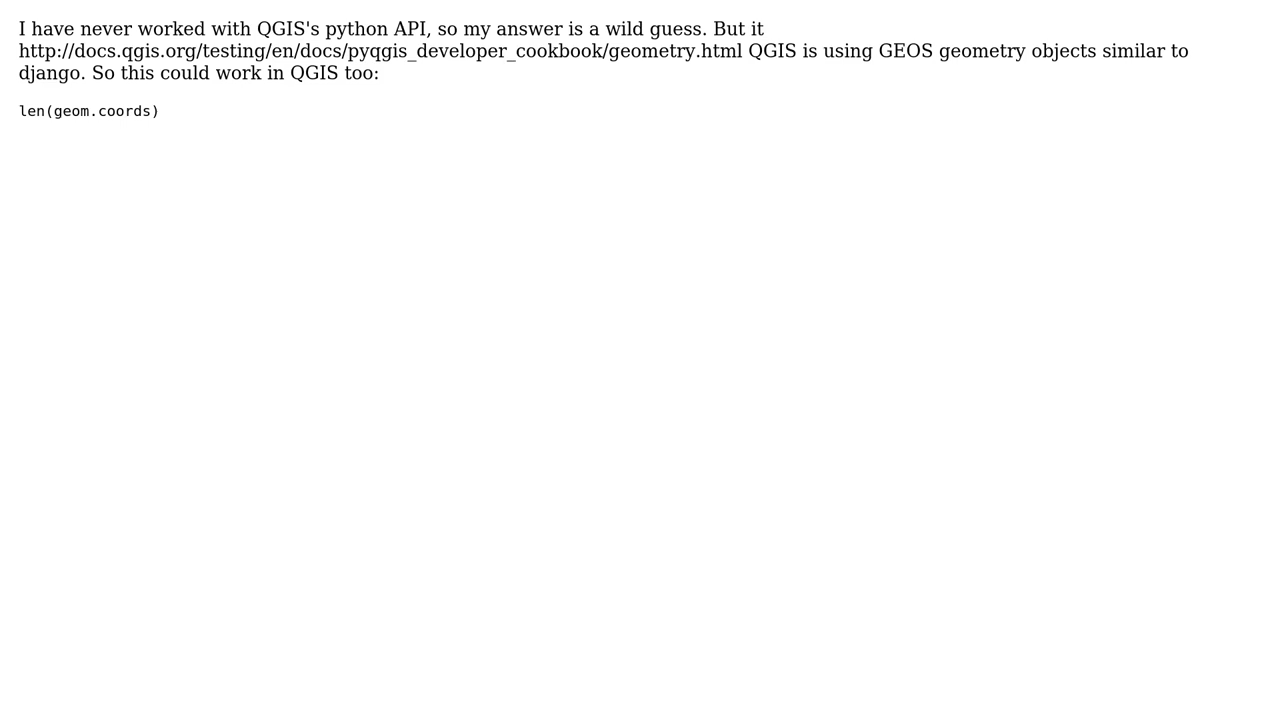 I have never worked with QGIS's python API, so my answer is a wild guess. But it
http://docs.qgis.org/testing/en/docs/pyqgis_developer_cookbook/geometry.html QGIS is using GEOS geometry objects similar to
django. So this could work in QGIS too:
len(geom.coords)